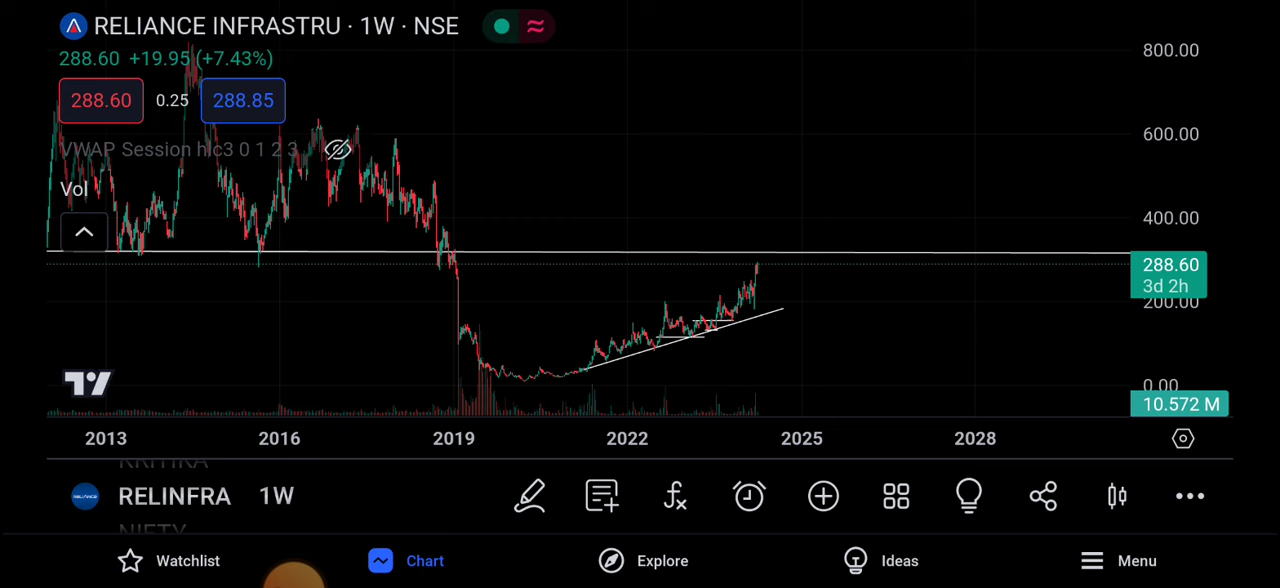 RELIANCE INFRASTRU · 1W · NSE
288.60 +19.95 (+7.43%)
288.60 0.25 288.85
VWAP Session hlc3 0 1 2 3
Vol
800.00
600.00
400.00
288.60
3d 2h
200.00
0.00
10.572 M
2013 2016 2019 2022 2025 2028
KRITIKA
RELINFRA 1W
NIFTY
Watchlist Chart Explore Ideas Menu